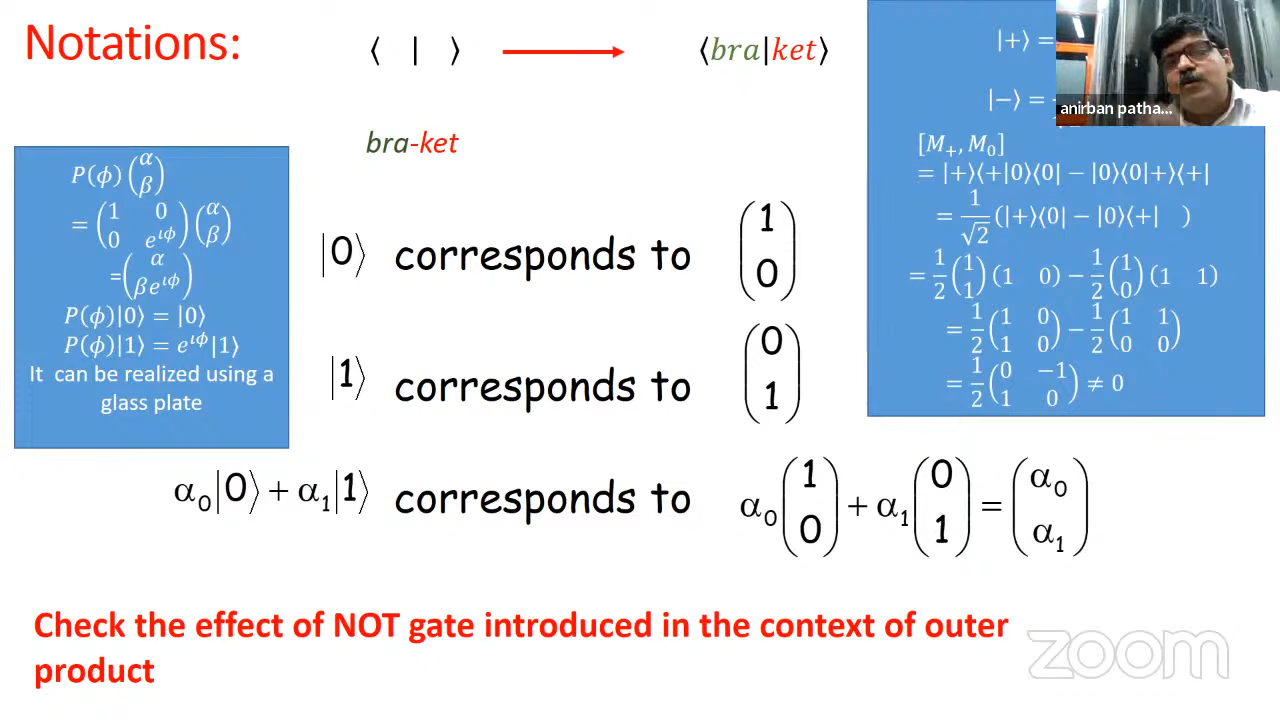 Notations:
⟨ | ⟩ ⟶ ⟨bra|ket⟩
bra-ket
P(ϕ)(α β)
= (1 0 0 e^{ιϕ}) (α β)
=(α βe^{ιϕ})
P(ϕ)|0⟩ = |0⟩
P(ϕ)|1⟩ = e^{ιϕ}|1⟩
It can be realized using a
glass plate
|0⟩ corresponds to (1 0)
|1⟩ corresponds to (0 1)
α₀|0⟩ + α₁|1⟩ corresponds to α₀(1 0) + α₁(0 1) = (α₀ α₁)
|+⟩ =
|−⟩ =
anirban patha...
[M₊, M₀]
= |+⟩⟨+|0⟩⟨0| − |0⟩⟨0|+⟩⟨+|
= 1/√2 (|+⟩⟨0| − |0⟩⟨+| )
= 1/2 (1 1) (1 0) − 1/2 (1 0) (1 1)
= 1/2 (1 0 1 0) − 1/2 (1 1 0 0)
= 1/2 (0 −1 1 0) ≠ 0
Check the effect of NOT gate introduced in the context of outer
product
zoom